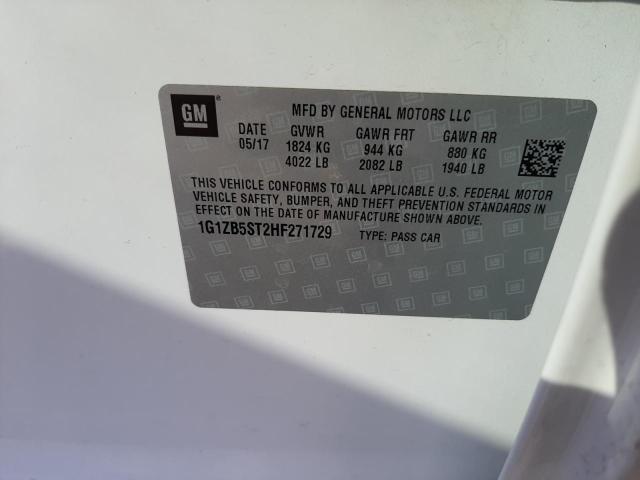 GM ®
MFD BY GENERAL MOTORS LLC
DATE GVWR GAWR FRT GAWR RR
05/17 1824 KG 944 KG 880 KG
4022 LB 2082 LB 1940 LB
THIS VEHICLE CONFORMS TO ALL APPLICABLE U.S. FEDERAL MOTOR
VEHICLE SAFETY, BUMPER, AND THEFT PREVENTION STANDARDS IN
EFFECT ON THE DATE OF MANUFACTURE SHOWN ABOVE.
1G1ZB5ST2HF271729 TYPE: PASS CAR